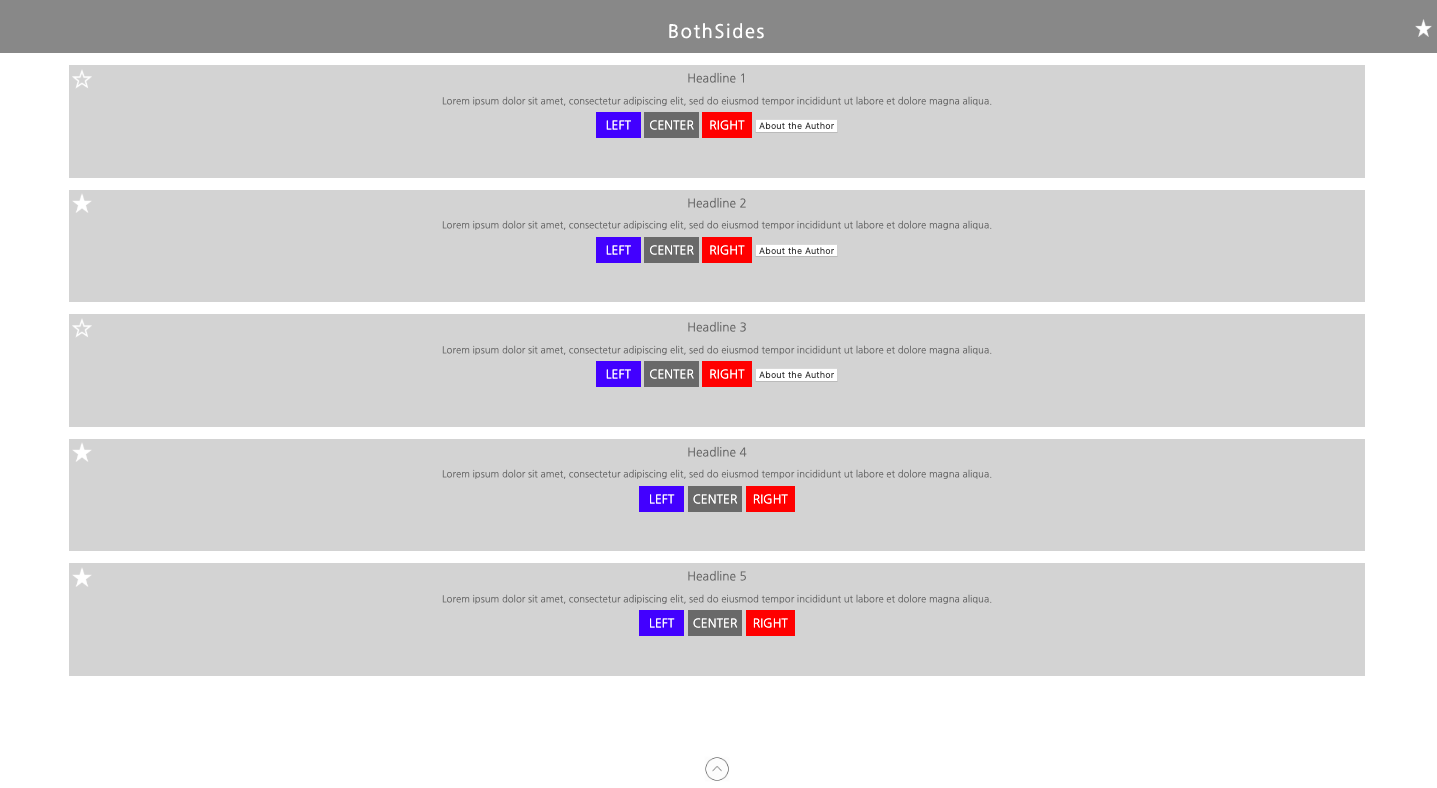 BothSides
Headline 1
Lorem ipsum dolor sit amet, consectetur adipiscing elit, sed do eiusmod tempor incididunt ut labore et dolore magna aliqua.
LEFT CENTER RIGHT About the Author
Headline 2
Lorem ipsum dolor sit amet, consectetur adipiscing elit, sed do eiusmod tempor incididunt ut labore et dolore magna aliqua.
LEFT CENTER RIGHT About the Author
Headline 3
Lorem ipsum dolor sit amet, consectetur adipiscing elit, sed do eiusmod tempor incididunt ut labore et dolore magna aliqua.
LEFT CENTER RIGHT About the Author
Headline 4
Lorem ipsum dolor sit amet, consectetur adipiscing elit, sed do eiusmod tempor incididunt ut labore et dolore magna aliqua.
LEFT CENTER RIGHT
Headline 5
Lorem ipsum dolor sit amet, consectetur adipiscing elit, sed do eiusmod tempor incididunt ut labore et dolore magna aliqua.
LEFT CENTER RIGHT